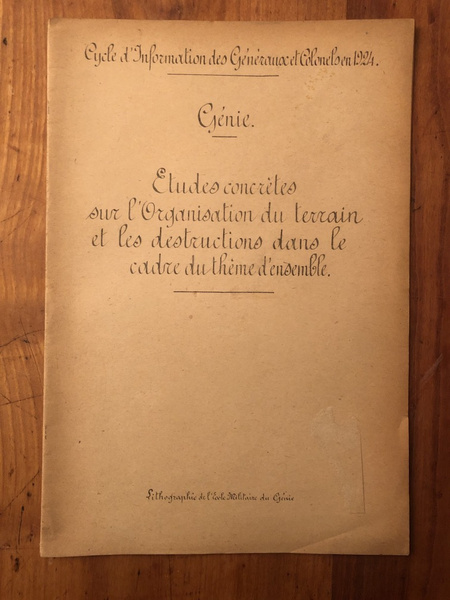 Cycle d'Information des Généraux et Colonels en 1924.
Génie.
Etudes concrètes
sur l'Organisation du terrain
et les destructions dans le
cadre du thème d'ensemble.
Lithographie de l'école Militaire du Génie